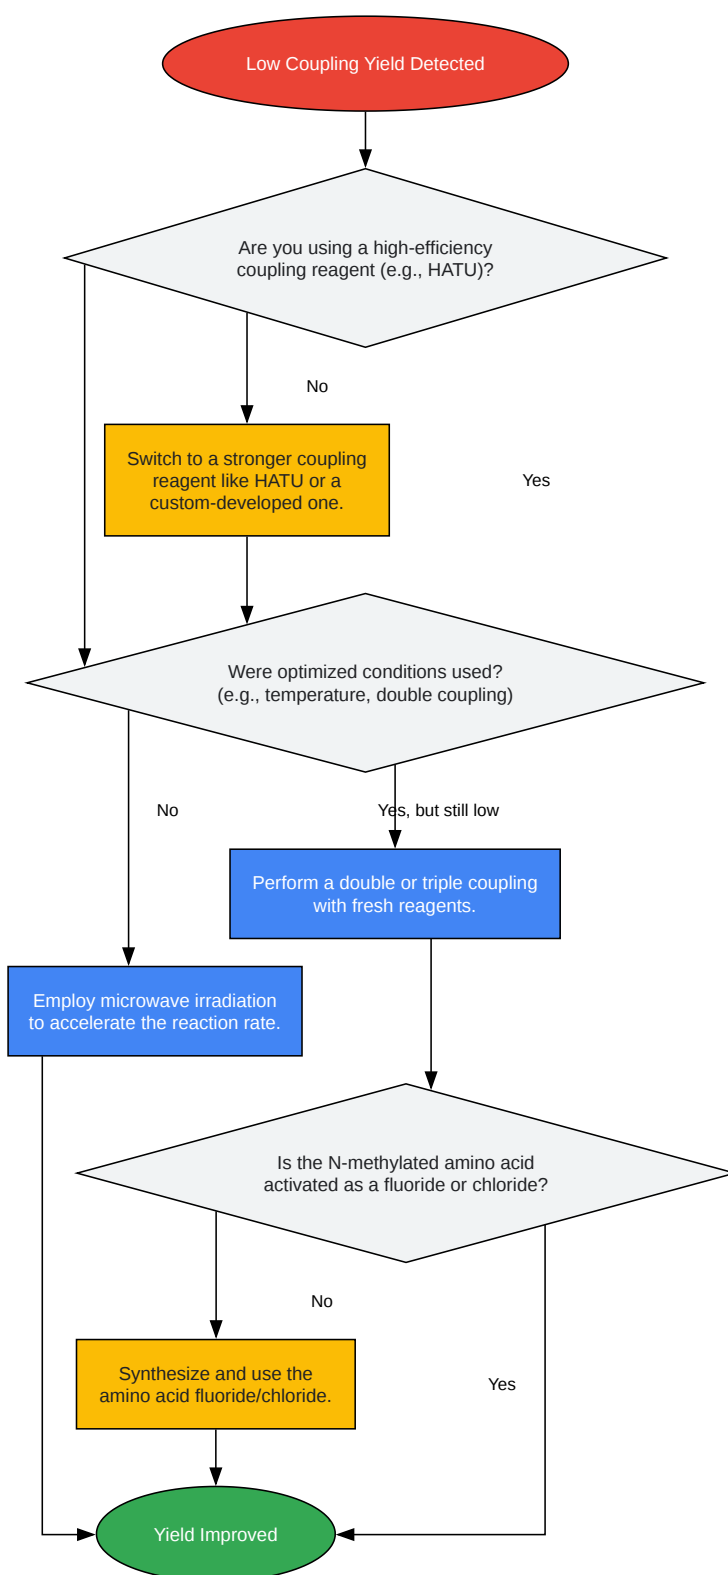 Low Coupling Yield Detected
Are you using a high-efficiency
coupling reagent (e.g., HATU)?
No
Switch to a stronger coupling
reagent like HATU or a
custom-developed one.
Yes
Were optimized conditions used?
(e.g., temperature, double coupling)
No
Yes, but still low
Perform a double or triple coupling
with fresh reagents.
Employ microwave irradiation
to accelerate the reaction rate.
Is the N-methylated amino acid
activated as a fluoride or chloride?
No
Synthesize and use the
amino acid fluoride/chloride.
Yes
Yield Improved